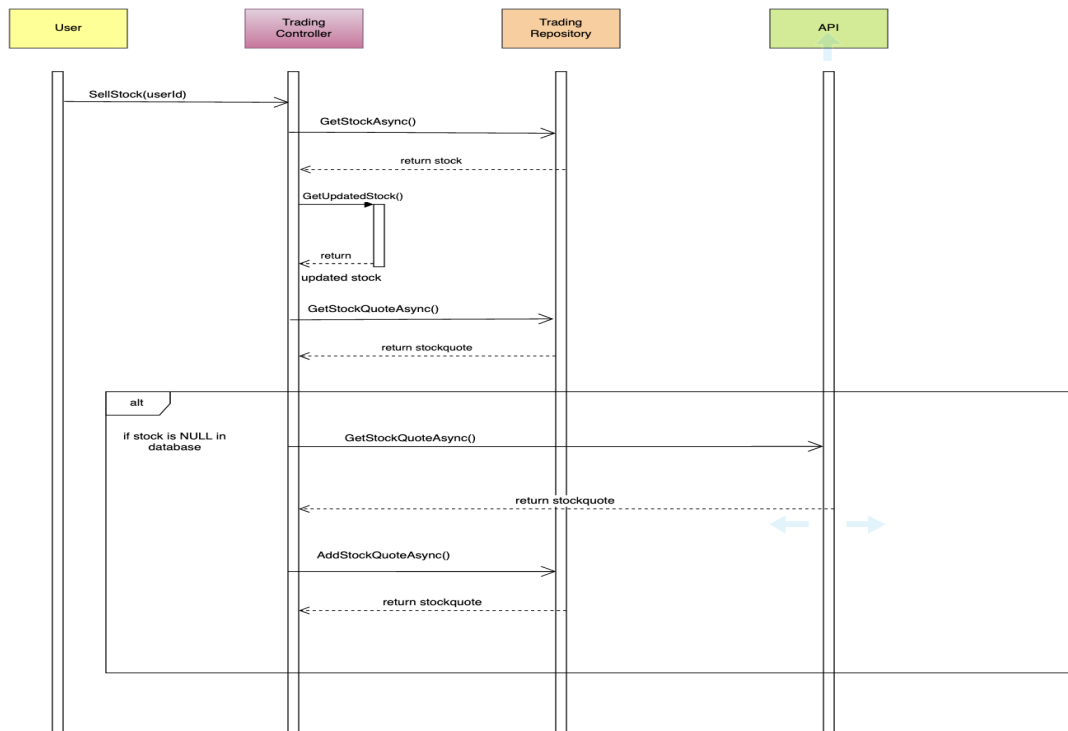 User
Trading
Controller
Trading
Repository
API
SellStock(userId)
GetStockAsync()
return stock
GetUpdatedStock()
return
updated stock
GetStockQuoteAsync()
return stockquote
alt
if stock is NULL in
database
GetStockQuoteAsync()
return stockquote
AddStockQuoteAsync()
return stockquote